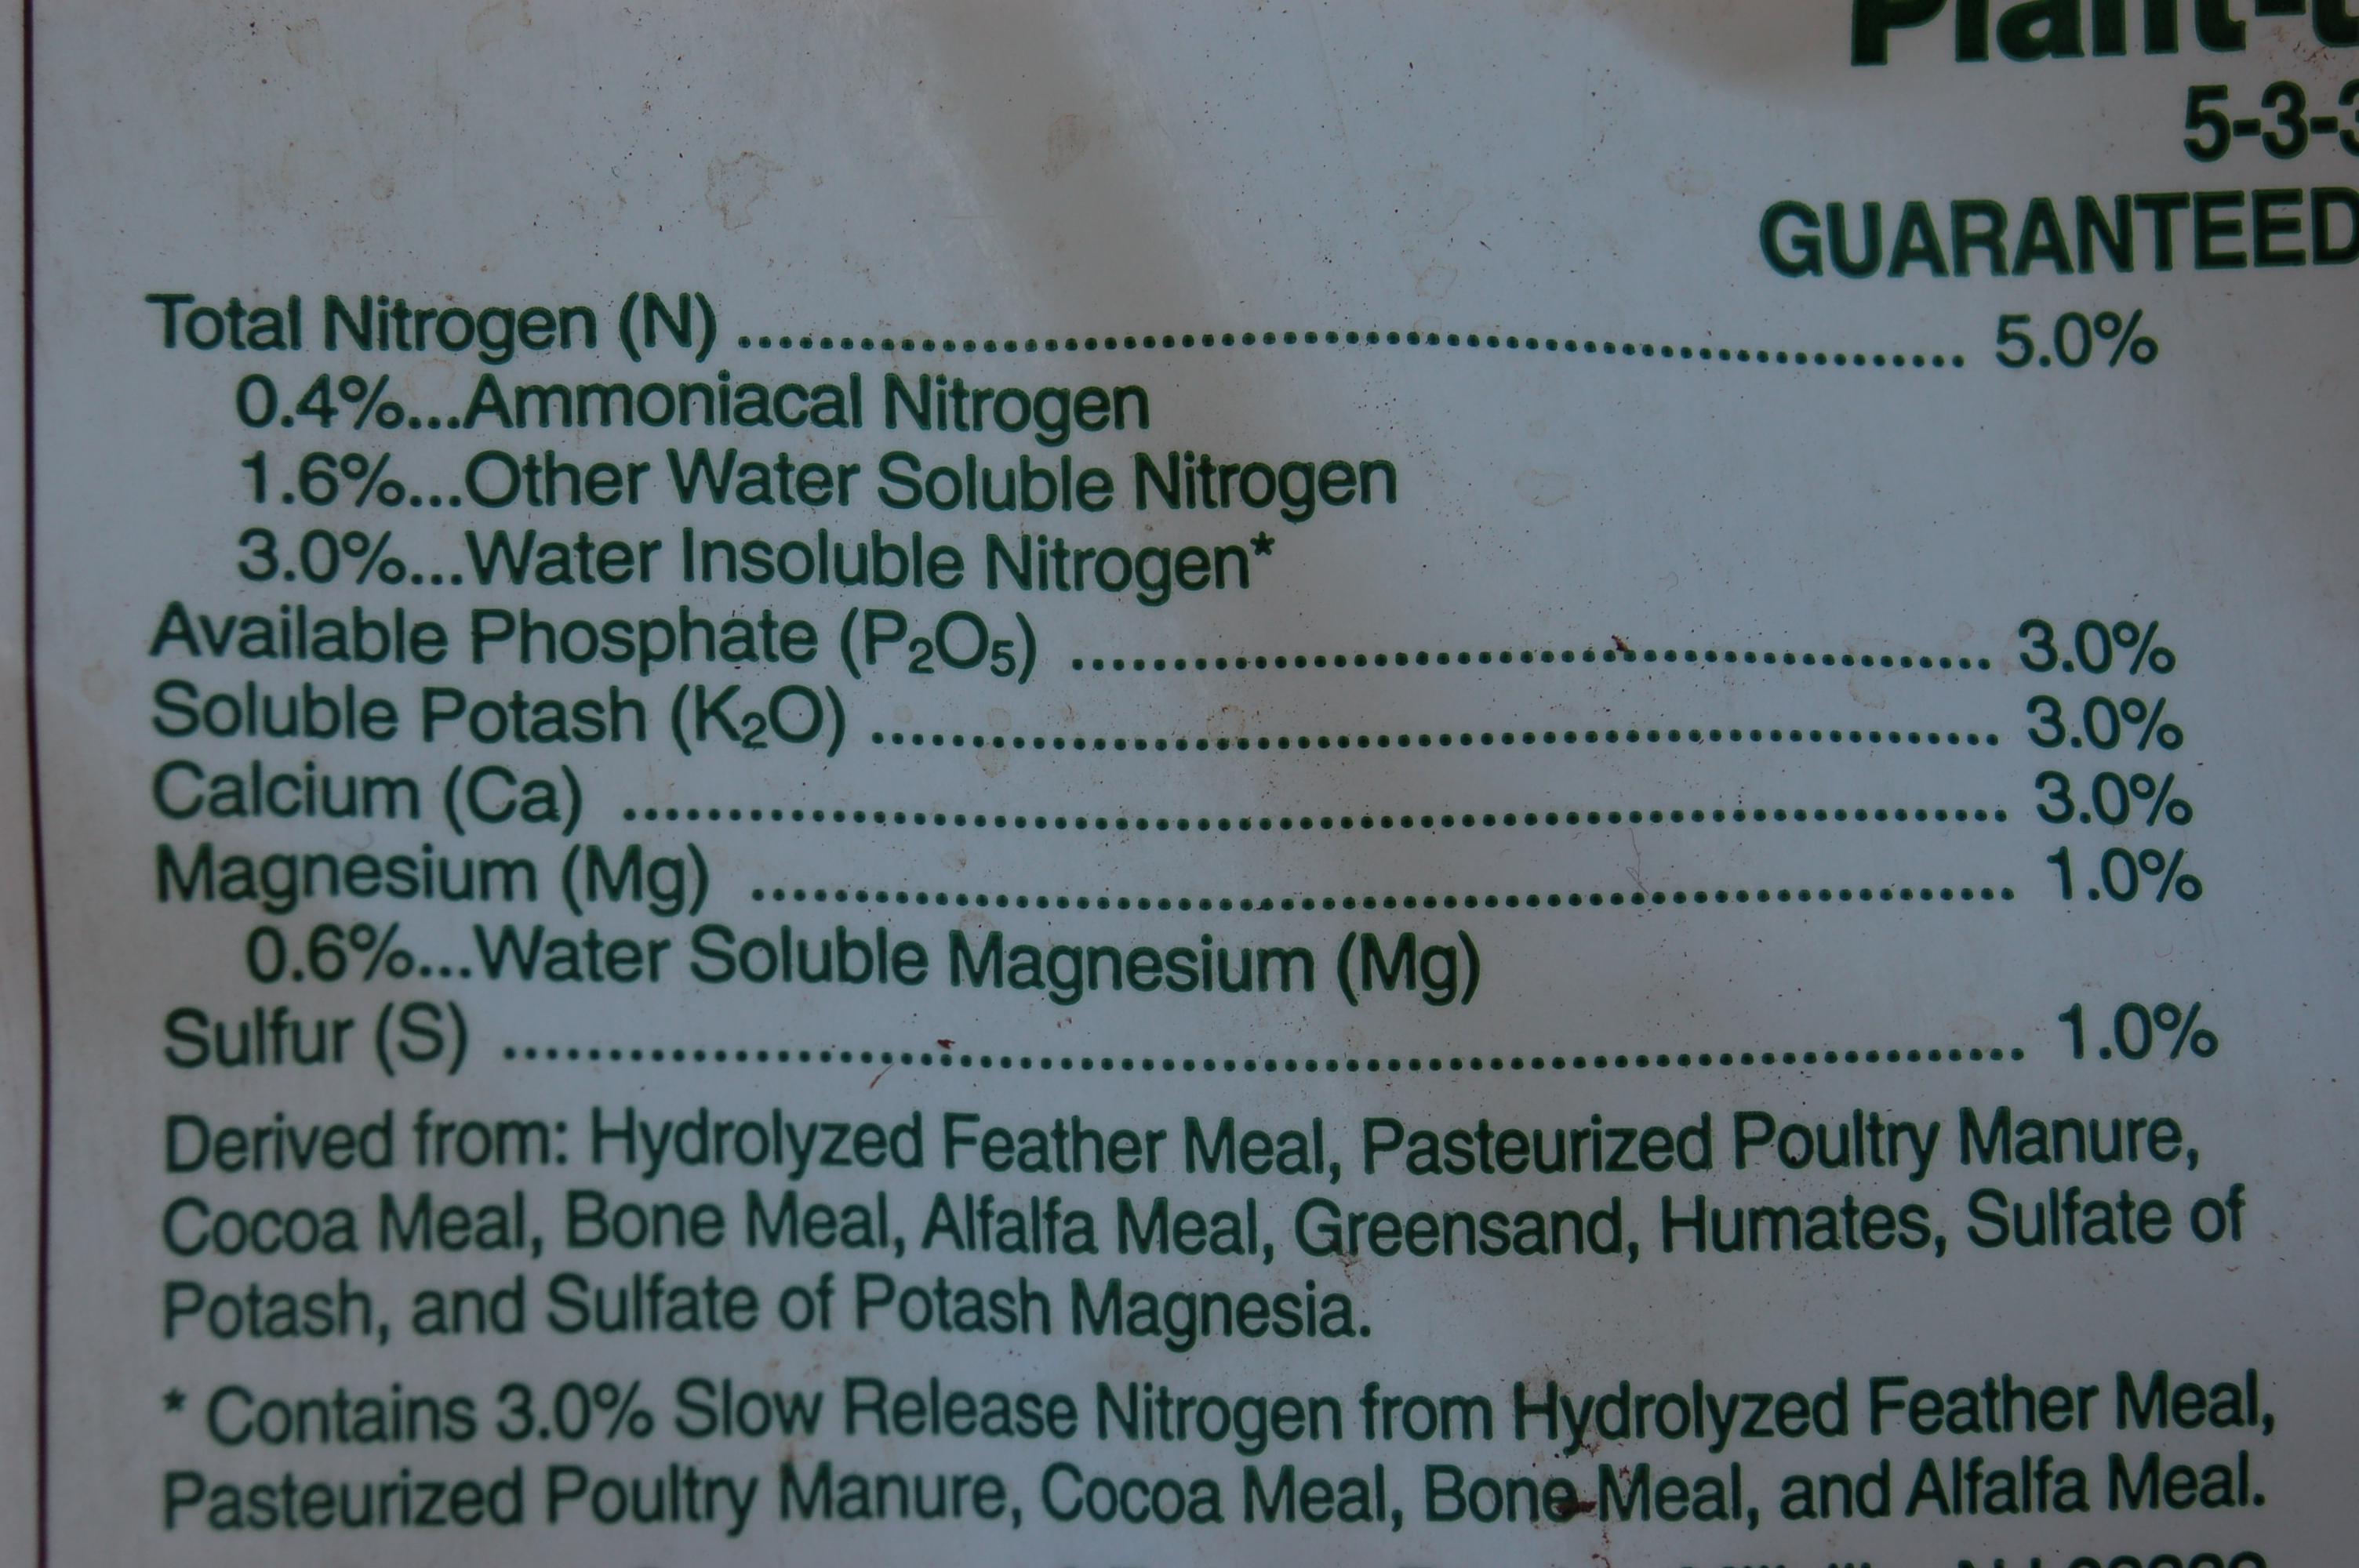 Plant-
5-3-3
GUARANTEED
Total Nitrogen (N) ........................................................... 5.0%
0.4%...Ammoniacal Nitrogen
1.6%...Other Water Soluble Nitrogen
3.0%...Water Insoluble Nitrogen*
Available Phosphate (P₂O₅) ............................................. 3.0%
Soluble Potash (K₂O) ....................................................... 3.0%
Calcium (Ca) .................................................................... 3.0%
Magnesium (Mg) .............................................................. 1.0%
0.6%...Water Soluble Magnesium (Mg)
Sulfur (S) .......................................................................... 1.0%
Derived from: Hydrolyzed Feather Meal, Pasteurized Poultry Manure,
Cocoa Meal, Bone Meal, Alfalfa Meal, Greensand, Humates, Sulfate of
Potash, and Sulfate of Potash Magnesia.
* Contains 3.0% Slow Release Nitrogen from Hydrolyzed Feather Meal,
Pasteurized Poultry Manure, Cocoa Meal, Bone Meal, and Alfalfa Meal.